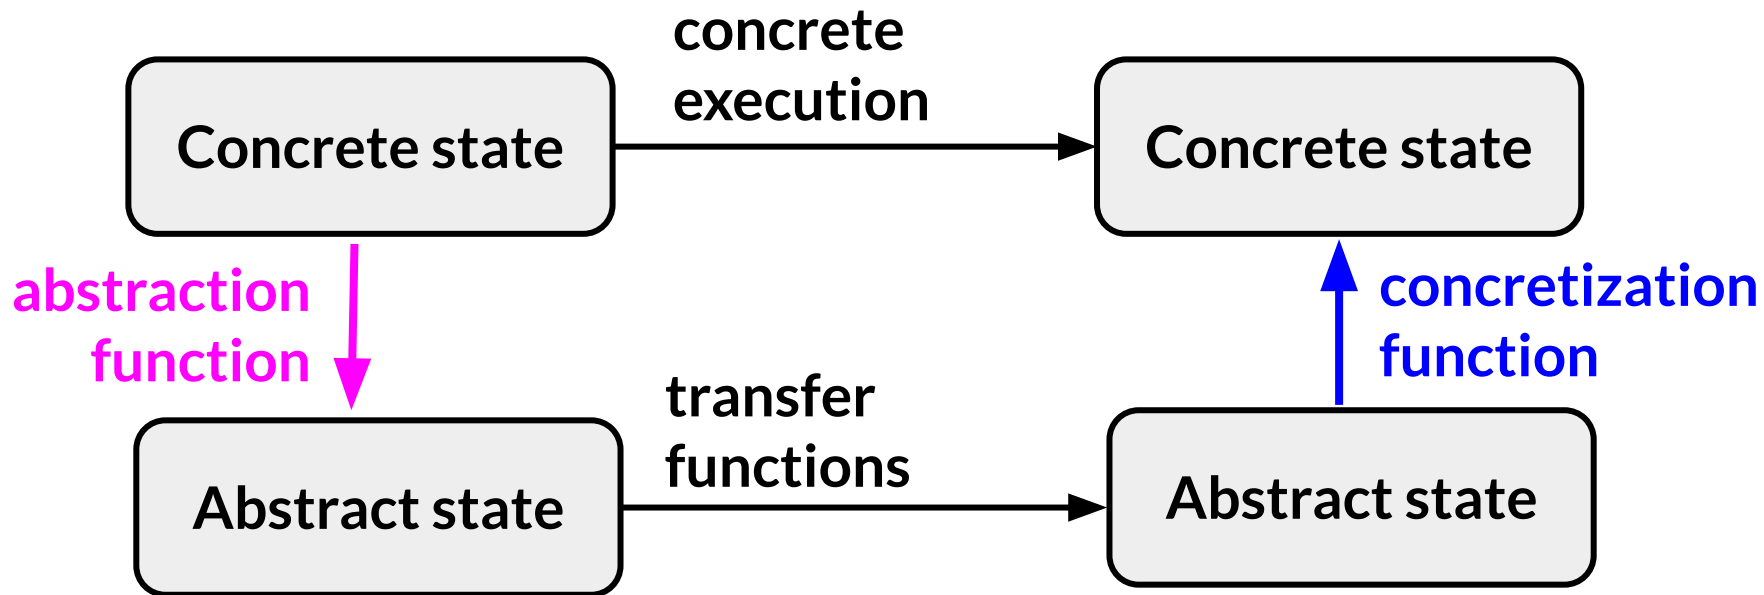 concrete
execution
Concrete state
Concrete state
abstraction
function
concretization
function
transfer
functions
Abstract state
Abstract state